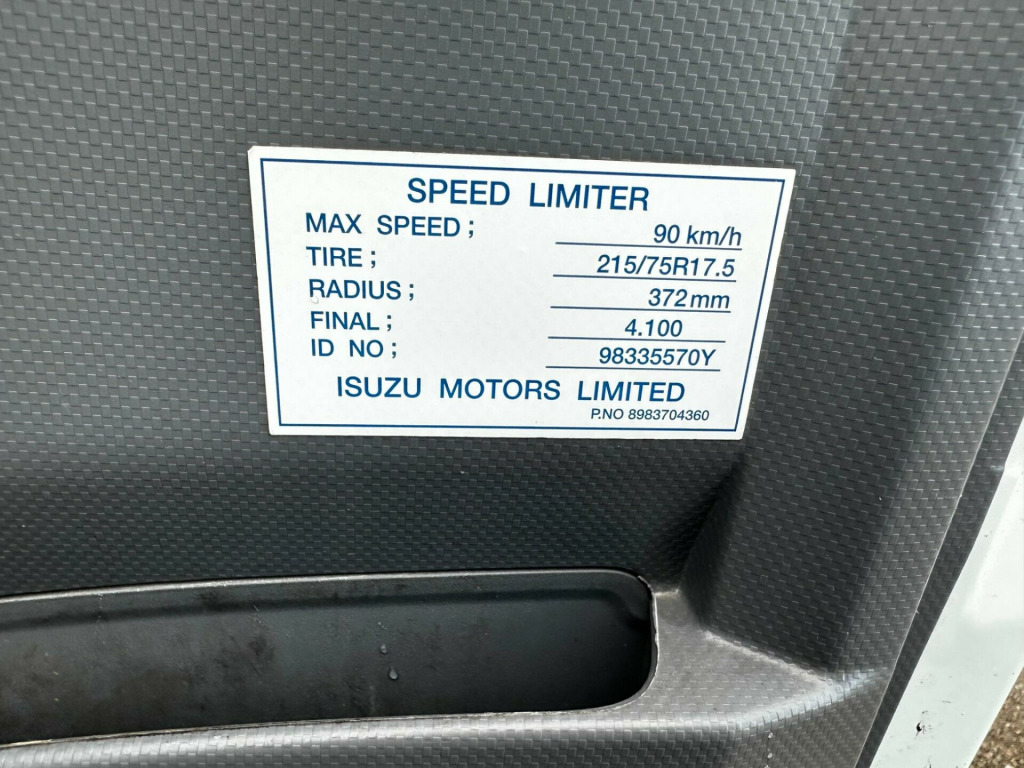 SPEED LIMITER
MAX SPEED; 90 km/h
TIRE; 215/75R17.5
RADIUS; 372mm
FINAL; 4.100
ID NO; 98335570Y
ISUZU MOTORS LIMITED
P.NO 8983704360